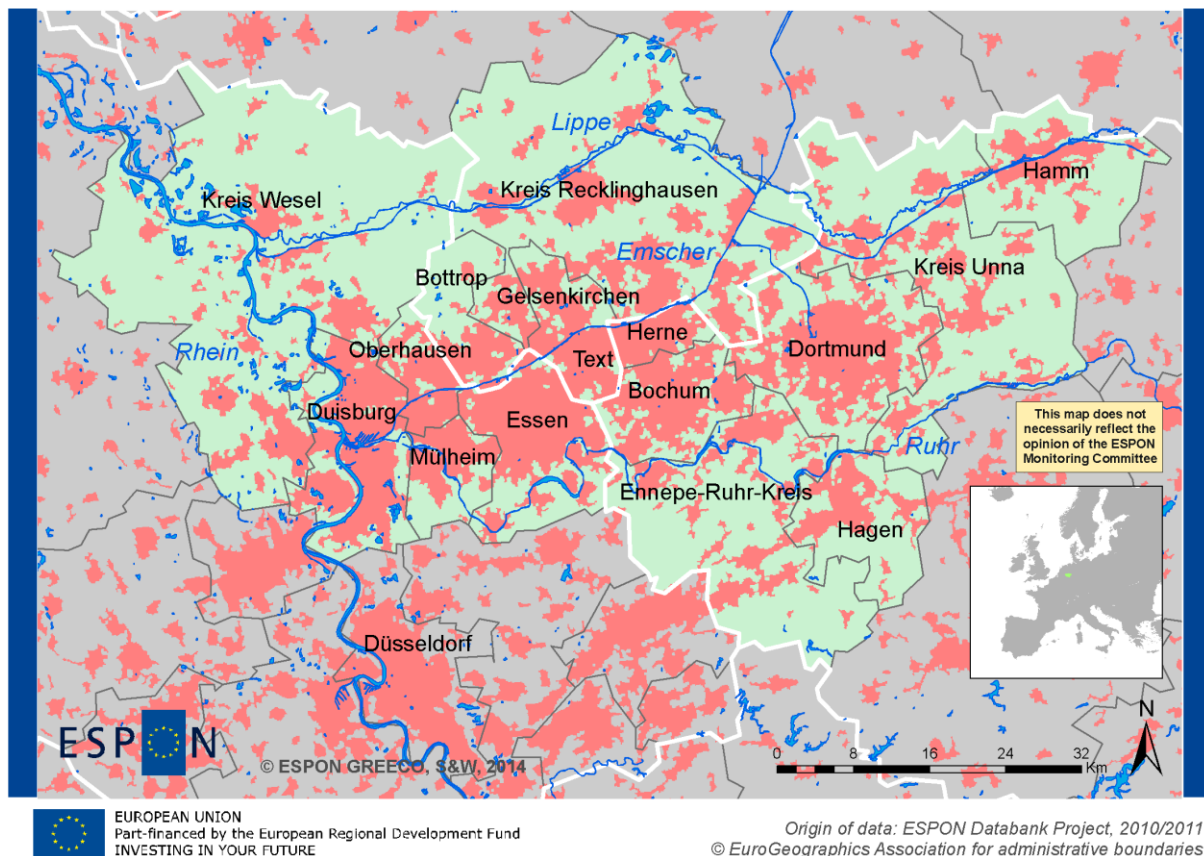 Lippe
Hamm
Kreis Recklinghausen
Kreis Wesel
Emscher
Kreis Unna
Bottrop
Gelsenkirchen
Herne
Rhein
Oberhausen
Text
Dortmund
Bochum
Duisburg
Essen
This map does not
necessarily reflect the
opinion of the ESPON
Monitoring Committee
Mülheim
Ruhr
Ennepe-Ruhr-Kreis
Hagen
Düsseldorf
N
ESPON
© ESPON GREECO, S&W, 2014
0 8 16 24 32
Km
EUROPEAN UNION
Part-financed by the European Regional Development Fund
INVESTING IN YOUR FUTURE
Origin of data: ESPON Databank Project, 2010/2011
© EuroGeographics Association for administrative boundaries